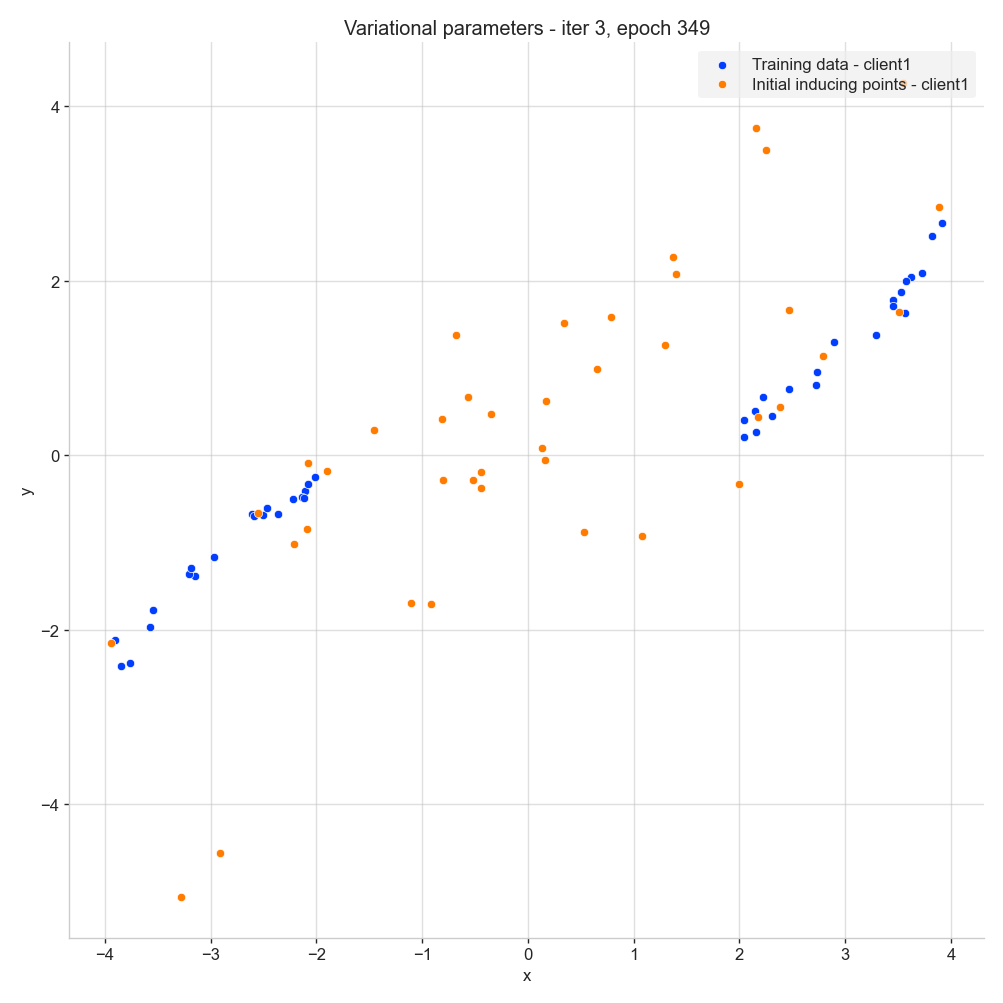 Variational parameters - iter 3, epoch 349
Training data - client1
Initial inducing points - client1
4
2
0
−2
−4
y
−4 −3 −2 −1 0 1 2 3 4
x